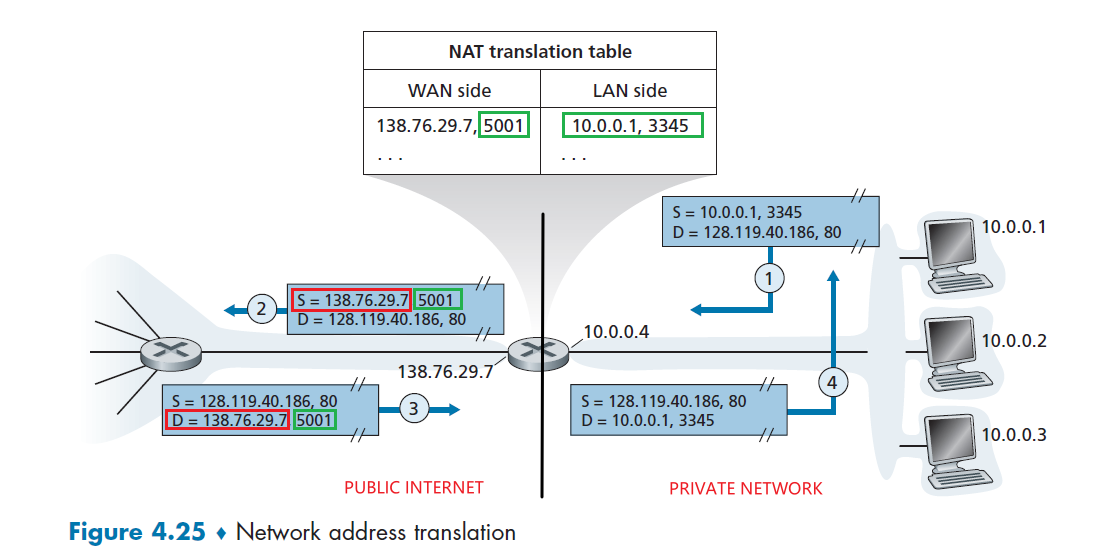 NAT translation table
WAN side LAN side
138.76.29.7, 5001 10.0.0.1, 3345
. . . . . .
S = 10.0.0.1, 3345
D = 128.119.40.186, 80
10.0.0.1
1
2
S = 138.76.29.7, 5001
D = 128.119.40.186, 80
10.0.0.4
10.0.0.2
138.76.29.7
S = 128.119.40.186, 80
D = 138.76.29.7, 5001
3
S = 128.119.40.186, 80
D = 10.0.0.1, 3345
4
10.0.0.3
PUBLIC INTERNET
PRIVATE NETWORK
Figure 4.25 ♦ Network address translation